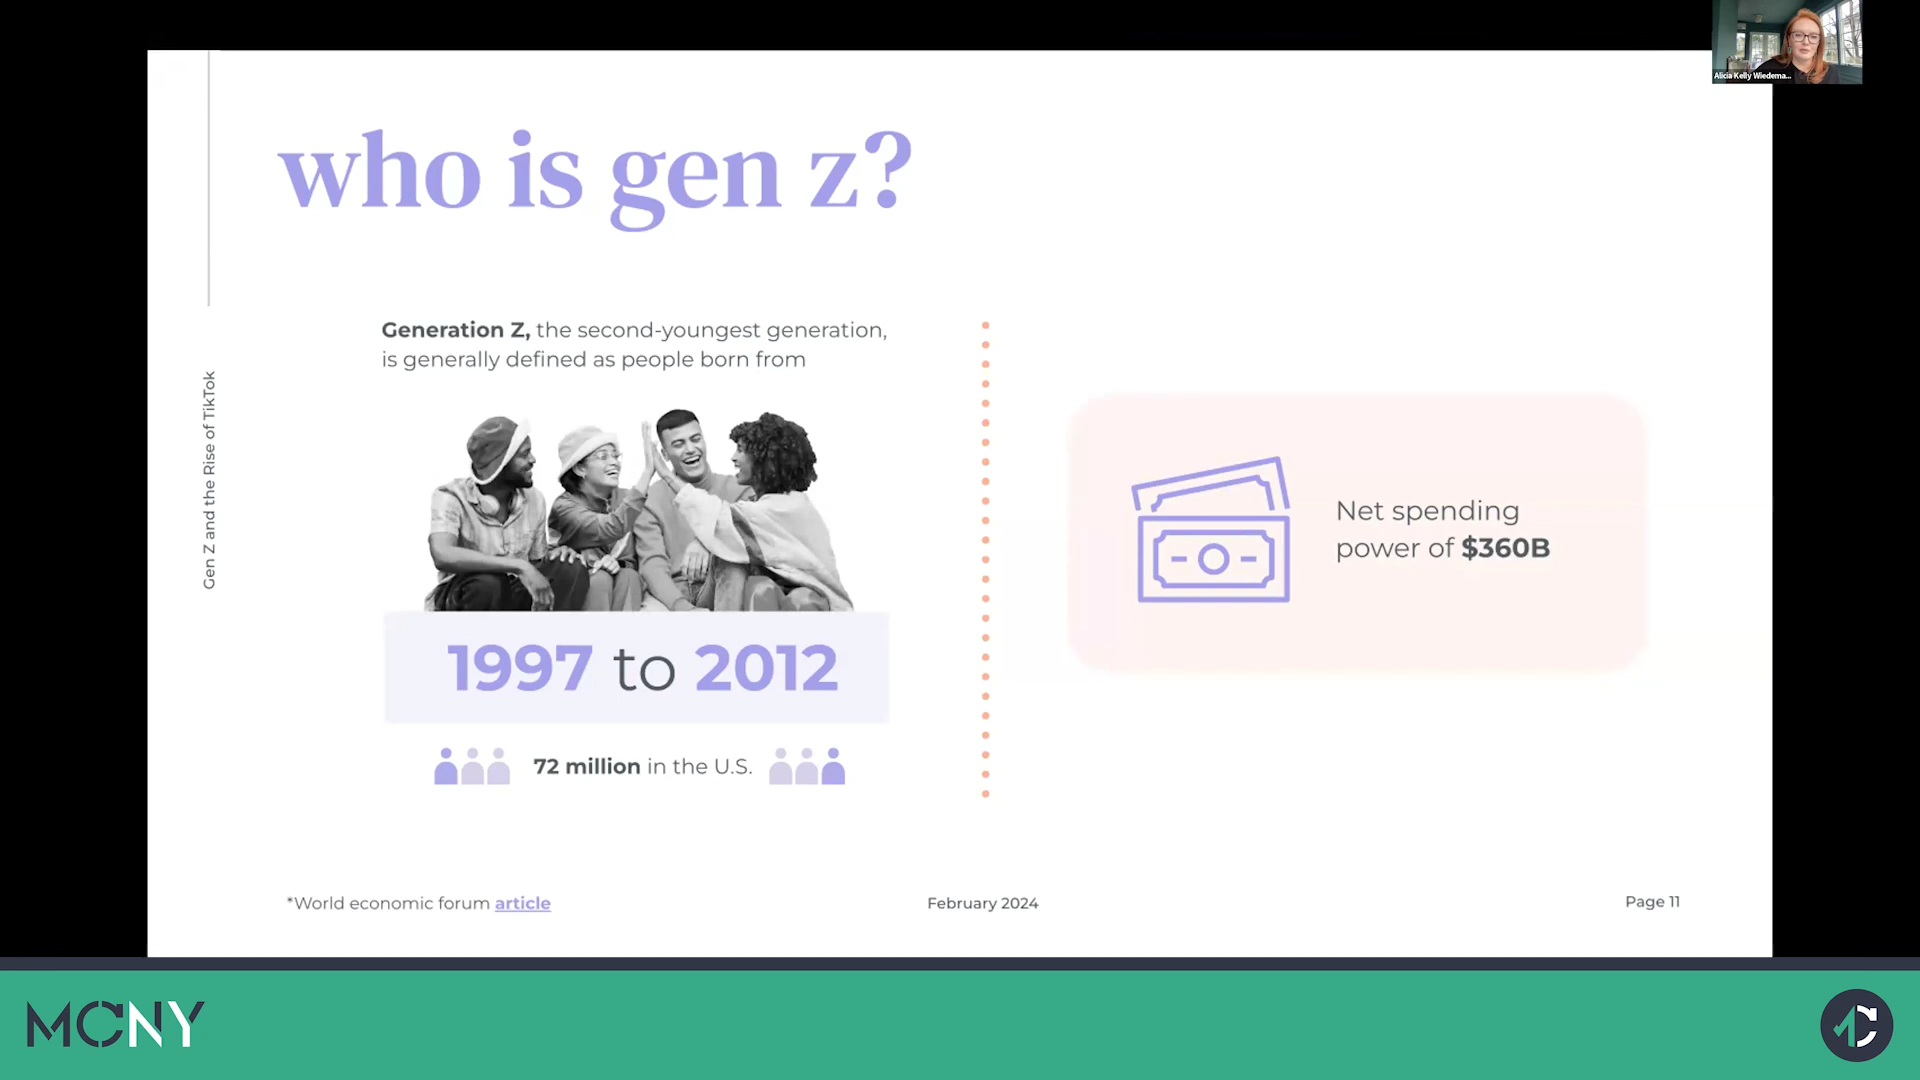 Alicia Kelly Wiedema...
who is gen z?
Gen Z and the Rise of TikTok
Generation Z, the second-youngest generation,
is generally defined as people born from
1997 to 2012
72 million in the U.S.
Net spending
power of $360B
*World economic forum article
February 2024
Page 11
MCNY